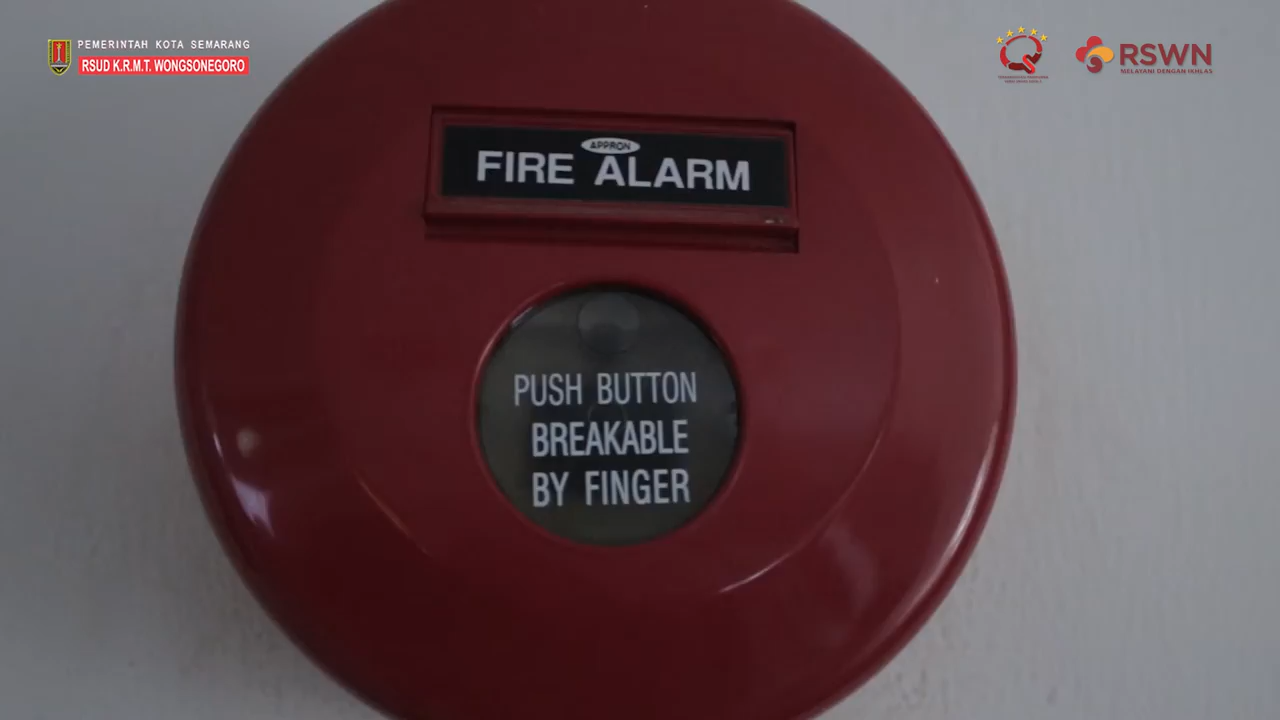 PEMERINTAH KOTA SEMARANG
RSUD K.R.M.T. WONGSONEGORO
RSWN
MELAYANI DENGAN IKHLAS
APPRON
FIRE ALARM
PUSH BUTTON
BREAKABLE
BY FINGER